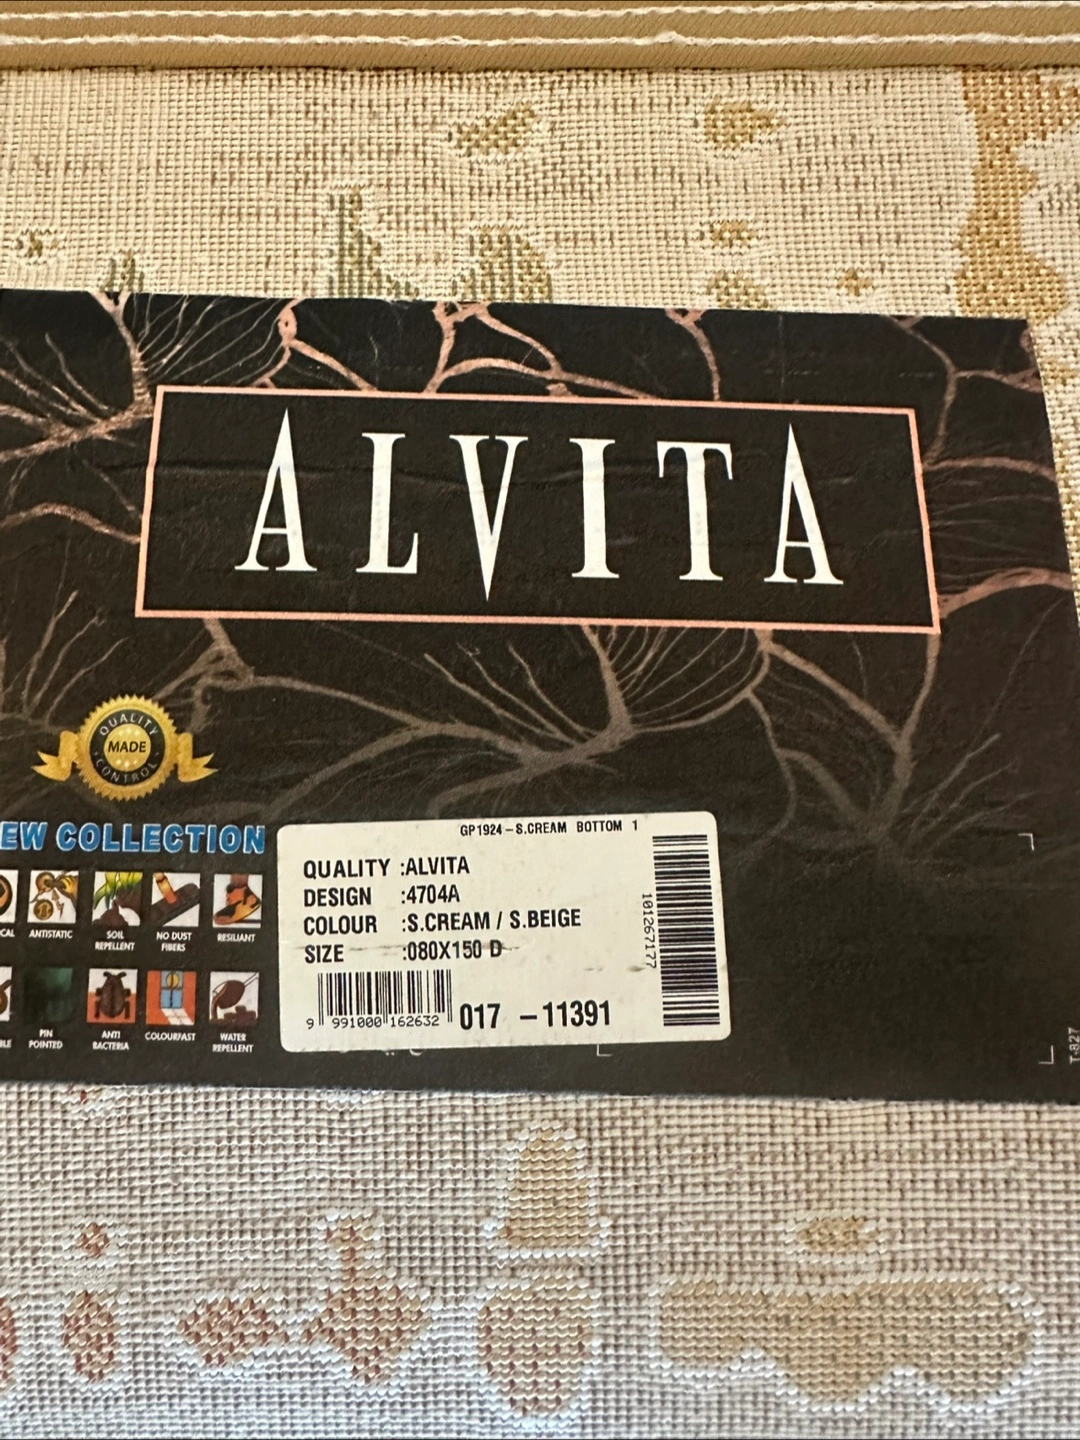 ALVITA
QUALITY
MADE
CONTROL
EW COLLECTION
CAL
ANTISTATIC
SOIL
REPELLENT
NO DUST
FIBERS
RESILIANT
BLE
PIN
POINTED
ANTI
BACTERIA
COLOURFAST
WATER
REPELLENT
GP1924-S.CREAM BOTTOM 1
QUALITY :ALVITA
DESIGN :4704A
COLOUR :S.CREAM / S.BEIGE
SIZE :080X150 D
9 991000 162632
017 -11391
101267177
T-827